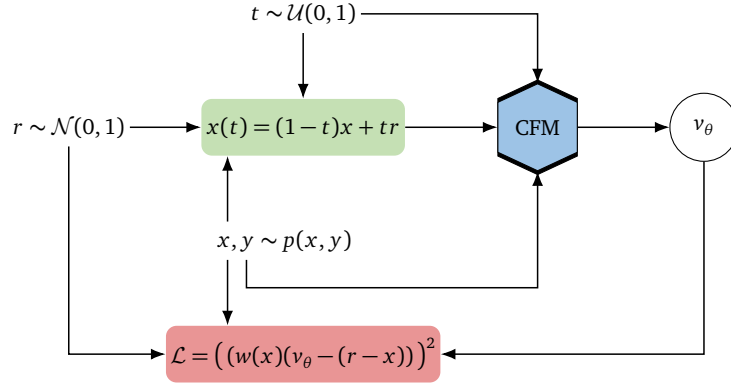 t ∼ 𝒰(0, 1)
r ∼ 𝒩(0, 1)
x(t) = (1 − t)x + tr
CFM
v_θ
x, y ∼ p(x, y)
ℒ = ((w(x)(v_θ − (r − x)))²